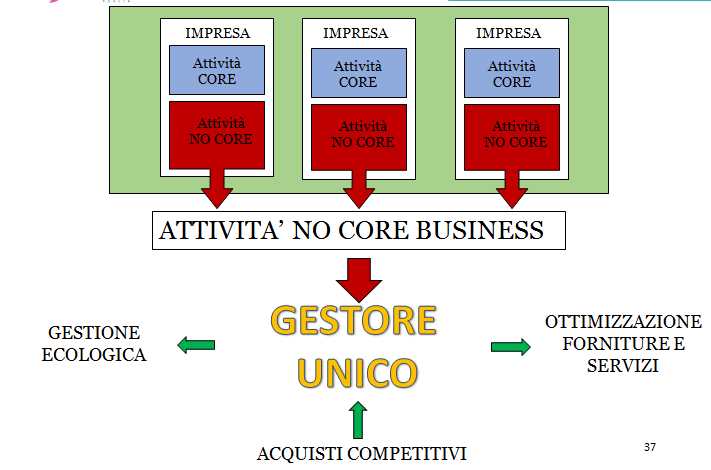 IMPRESA
Attività
CORE
Attività
NO CORE
IMPRESA
Attività
CORE
Attività
NO CORE
IMPRESA
Attività
CORE
Attività
NO CORE
ATTIVITA’ NO CORE BUSINESS
GESTORE
UNICO
GESTIONE
ECOLOGICA
OTTIMIZZAZIONE
FORNITURE E
SERVIZI
ACQUISTI COMPETITIVI
37